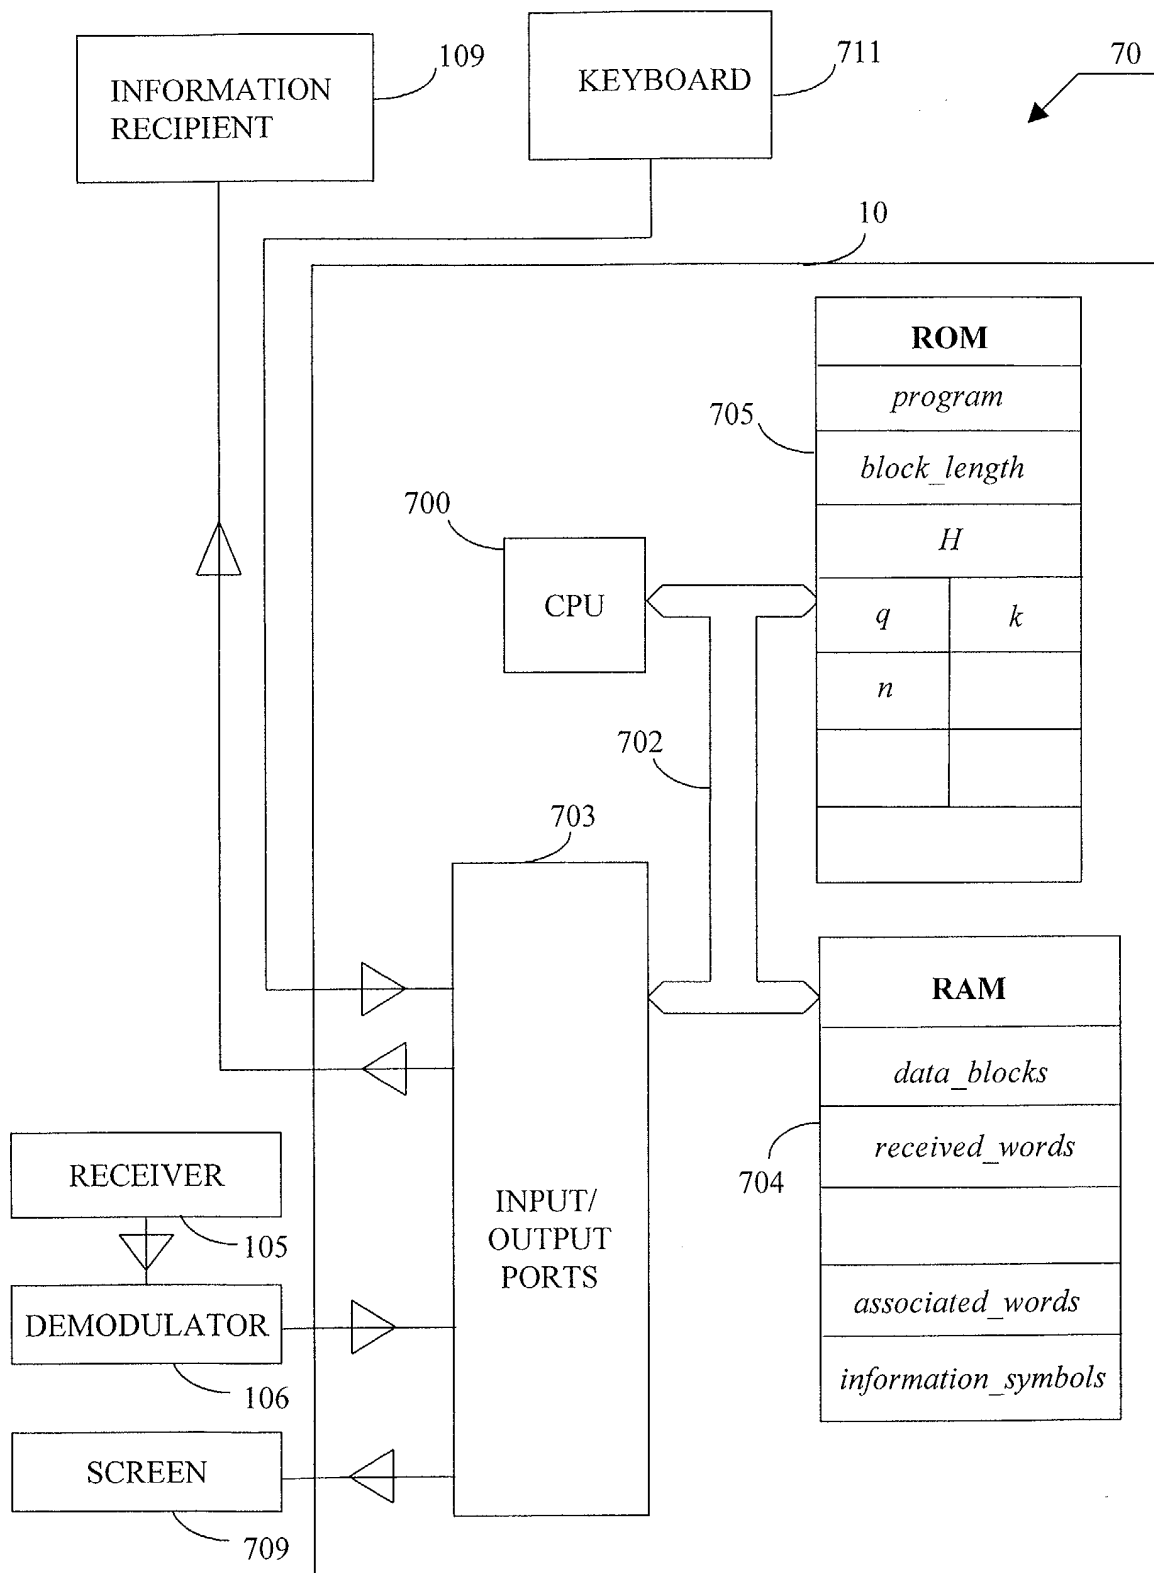 INFORMATION
RECIPIENT
109
KEYBOARD
711
70
10
ROM
program
block_length
H
q k
n
705
700
CPU
702
703
INPUT/
OUTPUT
PORTS
RAM
data_blocks
received_words
associated_words
information_symbols
704
RECEIVER
105
DEMODULATOR
106
SCREEN
709